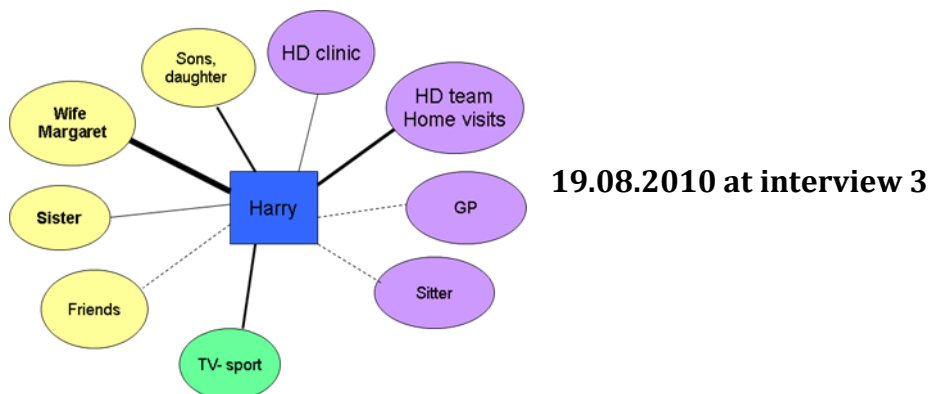 Sons,
daughter
HD clinic
HD team
Home visits
Wife
Margaret
19.08.2010 at interview 3
Harry
GP
Sister
Sitter
Friends
TV- sport